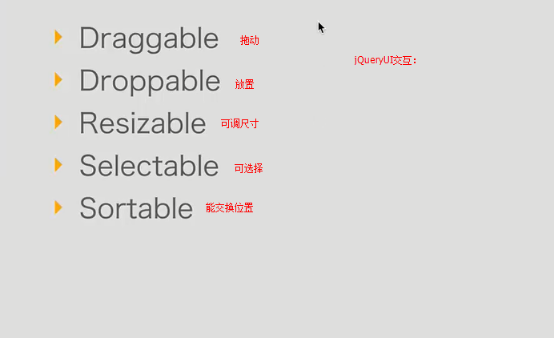 Draggable 拖动
jQueryUI交互：
Droppable 放置
Resizable 可调尺寸
Selectable 可选择
Sortable 能交换位置